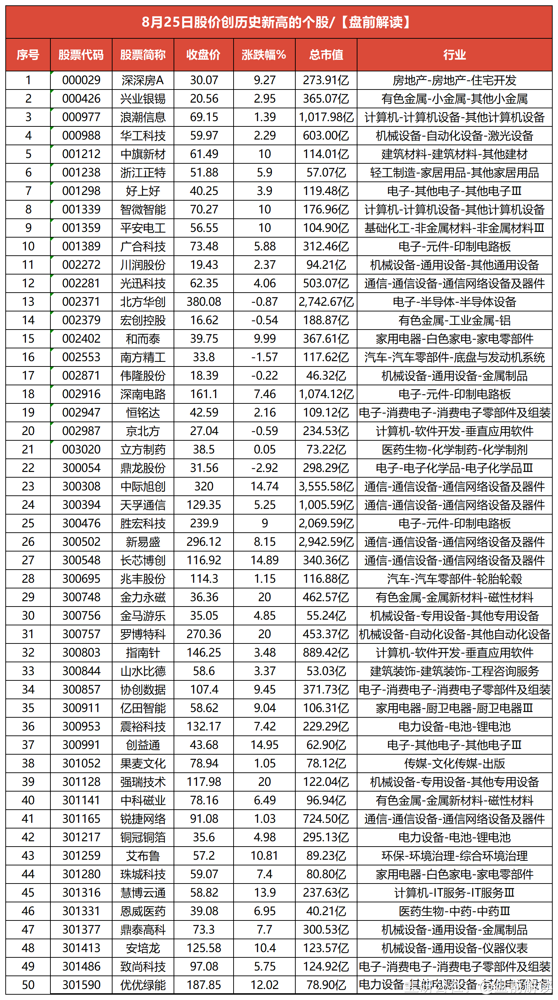 8月25日股价创历史新高的个股/【盘前解读】
序号 股票代码 股票简称 收盘价 涨跌幅% 总市值 行业
1 000029 深深房A 30.07 9.27 273.91亿 房地产-房地产-住宅开发
2 000426 兴业银锡 20.56 2.95 365.07亿 有色金属-小金属-其他小金属
3 000977 浪潮信息 69.15 1.39 1,017.98亿 计算机-计算机设备-其他计算机设备
4 000988 华工科技 59.97 2.29 603.00亿 机械设备-自动化设备-激光设备
5 001212 中旗新材 61.49 10 114.01亿 建筑材料-建筑材料-其他建材
6 001238 浙江正特 51.88 5.9 57.07亿 轻工制造-家居用品-其他家居用品
7 001298 好上好 40.25 3.9 119.48亿 电子-其他电子-其他电子Ⅲ
8 001339 智微智能 70.27 10 176.96亿 计算机-计算机设备-其他计算机设备
9 001359 平安电工 56.55 10 104.90亿 基础化工-非金属材料-非金属材料Ⅲ
10 001389 广合科技 73.48 5.88 312.46亿 电子-元件-印制电路板
11 002272 川润股份 19.43 2.37 94.21亿 机械设备-通用设备-其他通用设备
12 002281 光迅科技 62.35 4.06 503.07亿 通信-通信设备-通信网络设备及器件
13 002371 北方华创 380.08 -0.87 2,742.67亿 电子-半导体-半导体设备
14 002379 宏创控股 16.62 -0.54 188.87亿 有色金属-工业金属-铝
15 002402 和而泰 39.75 9.99 367.61亿 家用电器-白色家电-家电零部件
16 002553 南方精工 33.8 -1.57 117.62亿 汽车-汽车零部件-底盘与发动机系统
17 002871 伟隆股份 18.39 -0.22 46.32亿 机械设备-通用设备-金属制品
18 002916 深南电路 161.1 7.46 1,074.12亿 电子-元件-印制电路板
19 002947 恒铭达 42.59 2.16 109.12亿 电子-消费电子-消费电子零部件及组装
20 002987 京北方 27.04 -0.59 234.53亿 计算机-软件开发-垂直应用软件
21 003020 立方制药 38.5 0.05 73.22亿 医药生物-化学制药-化学制剂
22 300054 鼎龙股份 31.56 -2.92 298.29亿 电子-电子化学品-电子化学品Ⅲ
23 300308 中际旭创 320 14.74 3,555.58亿 通信-通信设备-通信网络设备及器件
24 300394 天孚通信 129.35 5.25 1,005.59亿 通信-通信设备-通信网络设备及器件
25 300476 胜宏科技 239.9 9 2,069.59亿 电子-元件-印制电路板
26 300502 新易盛 296.12 8.15 2,942.59亿 通信-通信设备-通信网络设备及器件
27 300548 长芯博创 116.92 14.89 340.36亿 通信-通信设备-通信网络设备及器件
28 300695 兆丰股份 114.3 1.15 116.88亿 汽车-汽车零部件-轮胎轮毂
29 300748 金力永磁 36.36 20 462.57亿 有色金属-金属新材料-磁性材料
30 300756 金马游乐 35.05 4.85 55.24亿 机械设备-专用设备-其他专用设备
31 300757 罗博特科 270.36 20 453.37亿 机械设备-自动化设备-其他自动化设备
32 300803 指南针 146.25 3.48 889.42亿 计算机-软件开发-垂直应用软件
33 300844 山水比德 58.6 3.37 53.03亿 建筑装饰-建筑装饰-工程咨询服务
34 300857 协创数据 107.4 9.45 371.73亿 电子-消费电子-消费电子零部件及组装
35 300911 亿田智能 58.62 9.04 106.31亿 家用电器-厨卫电器-厨卫电器Ⅲ
36 300953 震裕科技 132.17 7.42 229.29亿 电力设备-电池-锂电池
37 300991 创益通 43.68 14.95 62.90亿 电子-其他电子-其他电子Ⅲ
38 301052 果麦文化 78.94 1.05 78.12亿 传媒-文化传媒-出版
39 301128 强瑞技术 117.98 20 122.04亿 机械设备-专用设备-其他专用设备
40 301141 中科磁业 78.16 6.49 96.94亿 有色金属-金属新材料-磁性材料
41 301165 锐捷网络 91.08 1.03 724.50亿 通信-通信设备-通信网络设备及器件
42 301217 铜冠铜箔 35.6 4.98 295.13亿 电力设备-电池-锂电池
43 301259 艾布鲁 57.2 10.81 89.23亿 环保-环境治理-综合环境治理
44 301280 珠城科技 59.07 7.4 80.80亿 家用电器-白色家电-家电零部件
45 301316 慧博云通 58.82 13.9 237.63亿 计算机-IT服务-IT服务Ⅲ
46 301331 恩威医药 39.08 6.95 40.21亿 医药生物-中药-中药Ⅲ
47 301377 鼎泰高科 73.3 7.7 300.53亿 机械设备-通用设备-金属制品
48 301413 安培龙 125.58 10.4 123.57亿 机械设备-通用设备-仪器仪表
49 301486 致尚科技 97.08 5.75 124.92亿 电子-消费电子-消费电子零部件及组装
50 301590 优优绿能 187.85 12.02 78.90亿 电力设备-其他电源设备-其他电源设备
韭研公社：@盘前解读